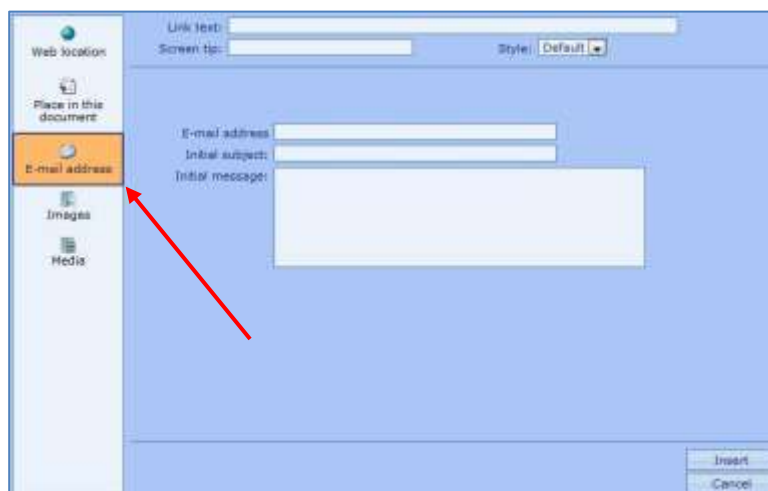 Web location
Place in this
document
E-mail address
Images
Media
Link text:
Screen tip:
Style: Default
E-mail address
Initial subject:
Initial message:
Insert
Cancel